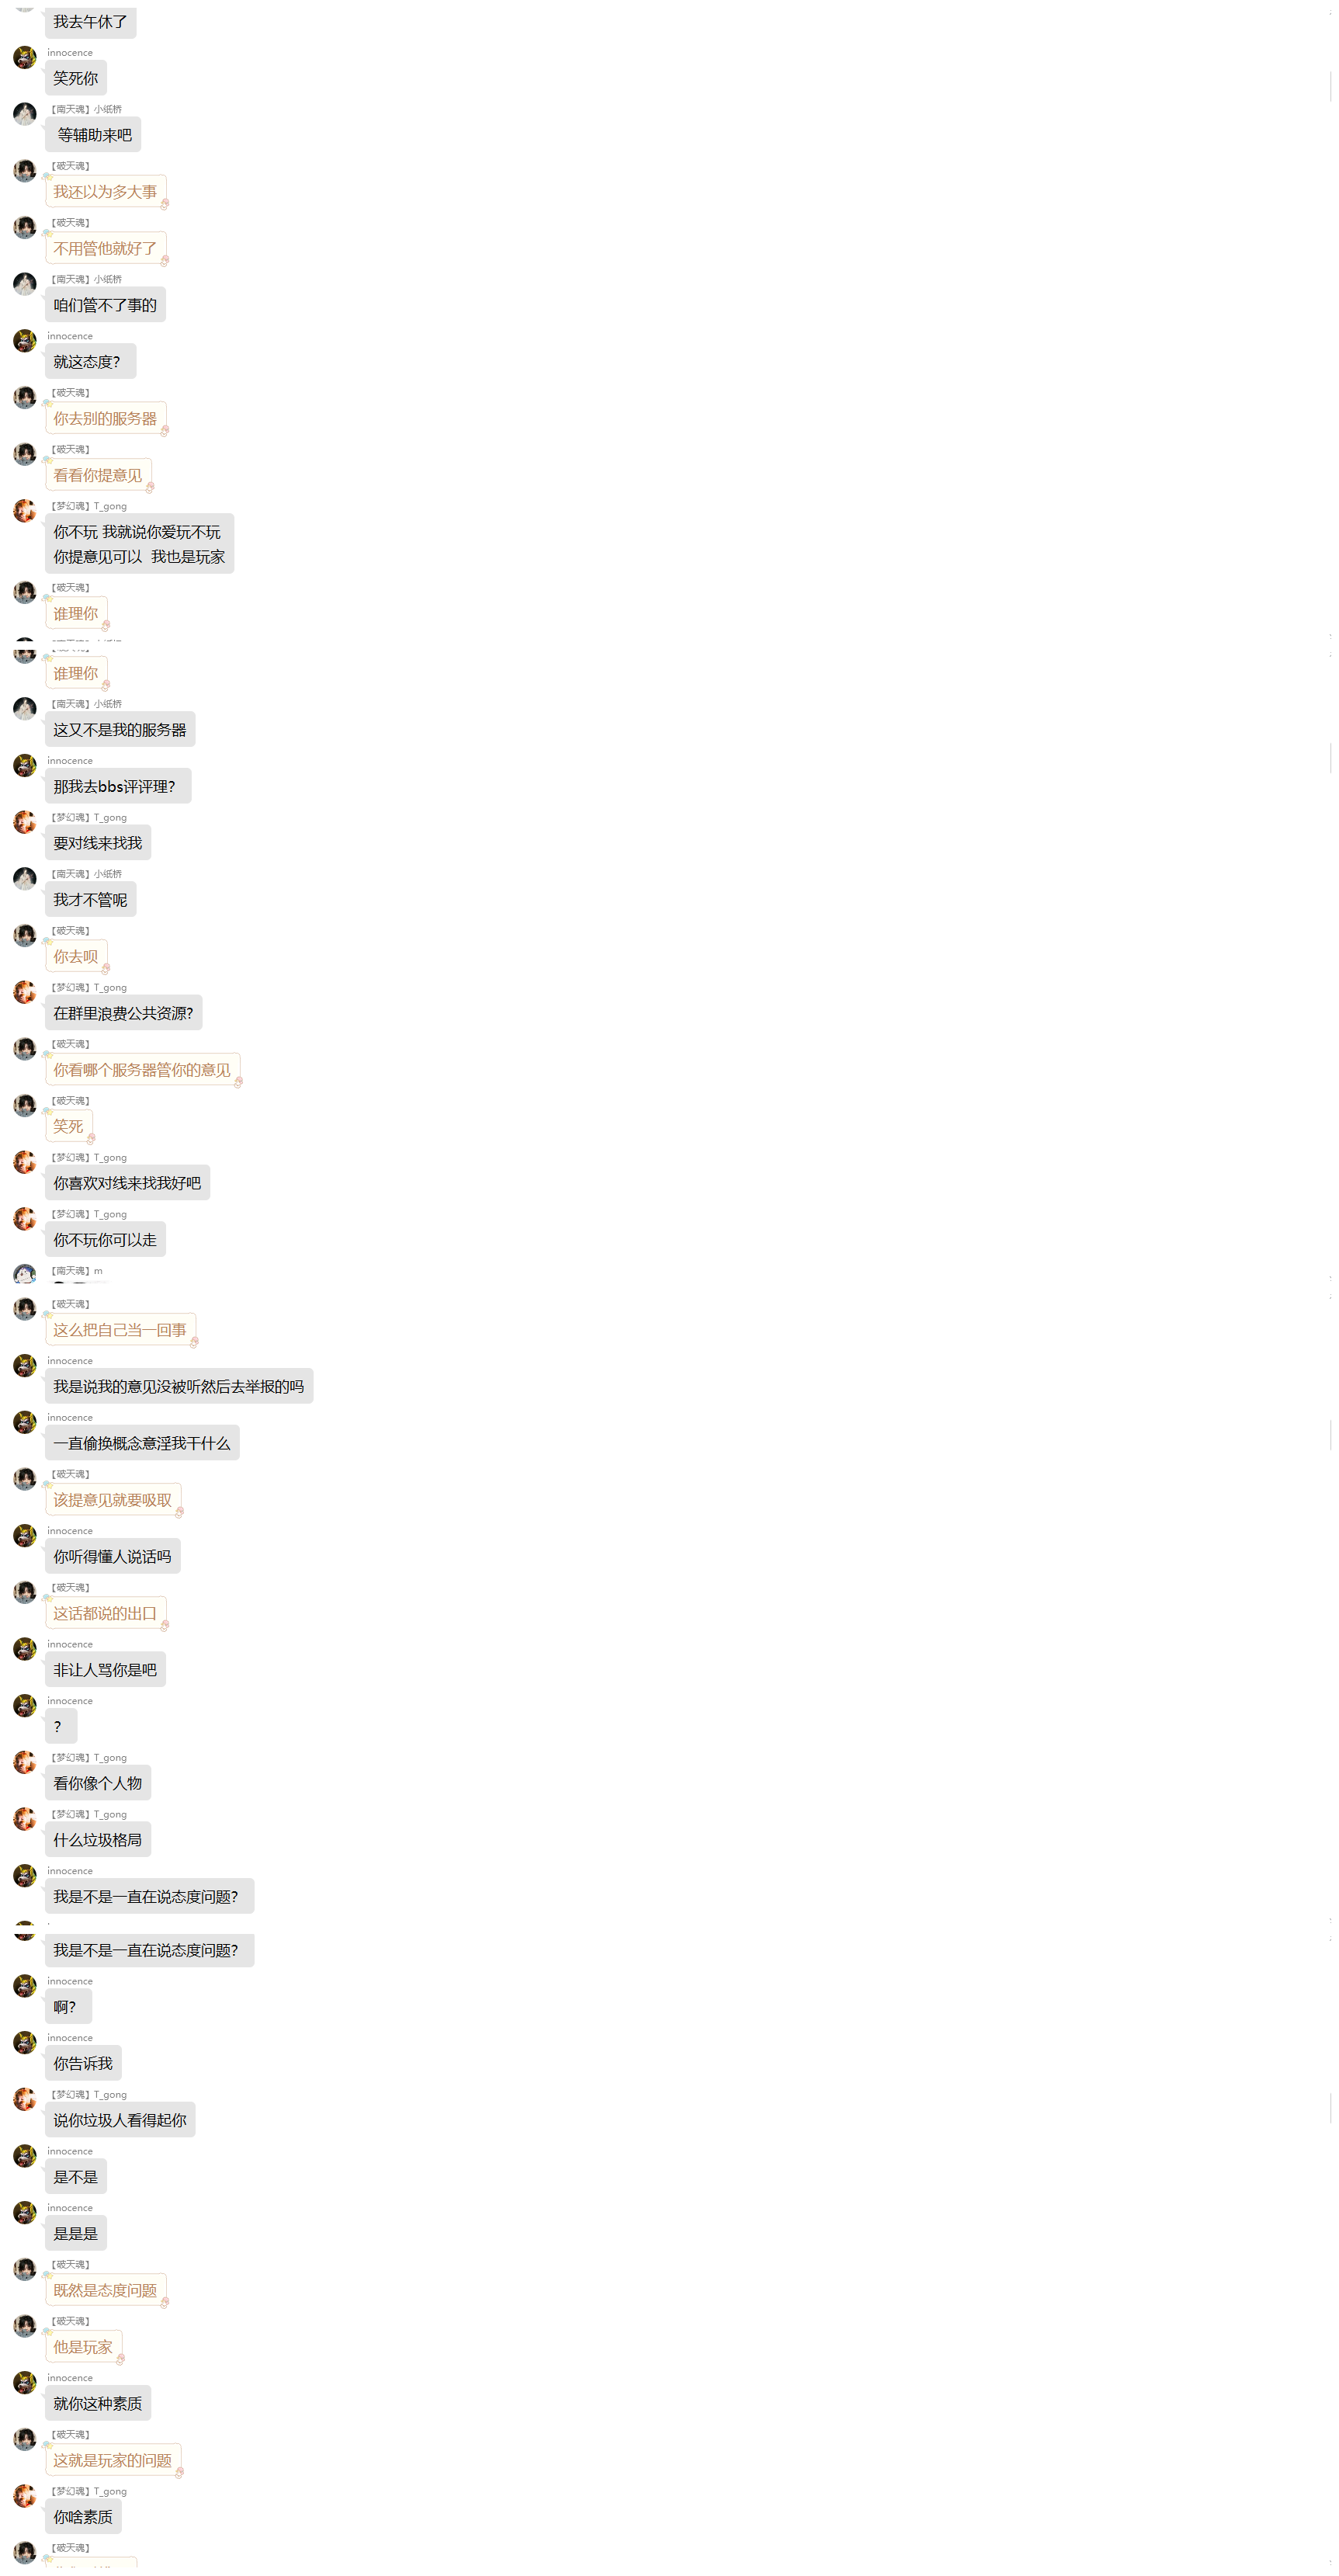 我去午休了
innocence
笑死你
【南天魂】小纸桥
等辅助来吧
【破天魂】
我还以为多大事
【破天魂】
不用管他就好了
【南天魂】小纸桥
咱们管不了事的
innocence
就这态度？
【破天魂】
你去别的服务器
【破天魂】
看看你提意见
【梦幻魂】T_gong
你不玩 我就说你爱玩不玩
你提意见可以  我也是玩家
【破天魂】
谁理你
谁理你
【南天魂】小纸桥
这又不是我的服务器
innocence
那我去bbs评评理？
【梦幻魂】T_gong
要对线来找我
【南天魂】小纸桥
我才不管呢
【破天魂】
你去呗
【梦幻魂】T_gong
在群里浪费公共资源?
【破天魂】
你看哪个服务器管你的意见
【破天魂】
笑死
【梦幻魂】T_gong
你喜欢对线来找我好吧
【梦幻魂】T_gong
你不玩你可以走
【南天魂】m
【破天魂】
这么把自己当一回事
innocence
我是说我的意见没被听然后去举报的吗
innocence
一直偷换概念意淫我干什么
【破天魂】
该提意见就要吸取
innocence
你听得懂人说话吗
【破天魂】
这话都说的出口
innocence
非让人骂你是吧
innocence
？
【梦幻魂】T_gong
看你像个人物
【梦幻魂】T_gong
什么垃圾格局
innocence
我是不是一直在说态度问题？
我是不是一直在说态度问题？
innocence
啊？
innocence
你告诉我
【梦幻魂】T_gong
说你垃圾人看得起你
innocence
是不是
innocence
是是是
【破天魂】
既然是态度问题
【破天魂】
他是玩家
innocence
就你这种素质
【破天魂】
这就是玩家的问题
【梦幻魂】T_gong
你啥素质
【破天魂】